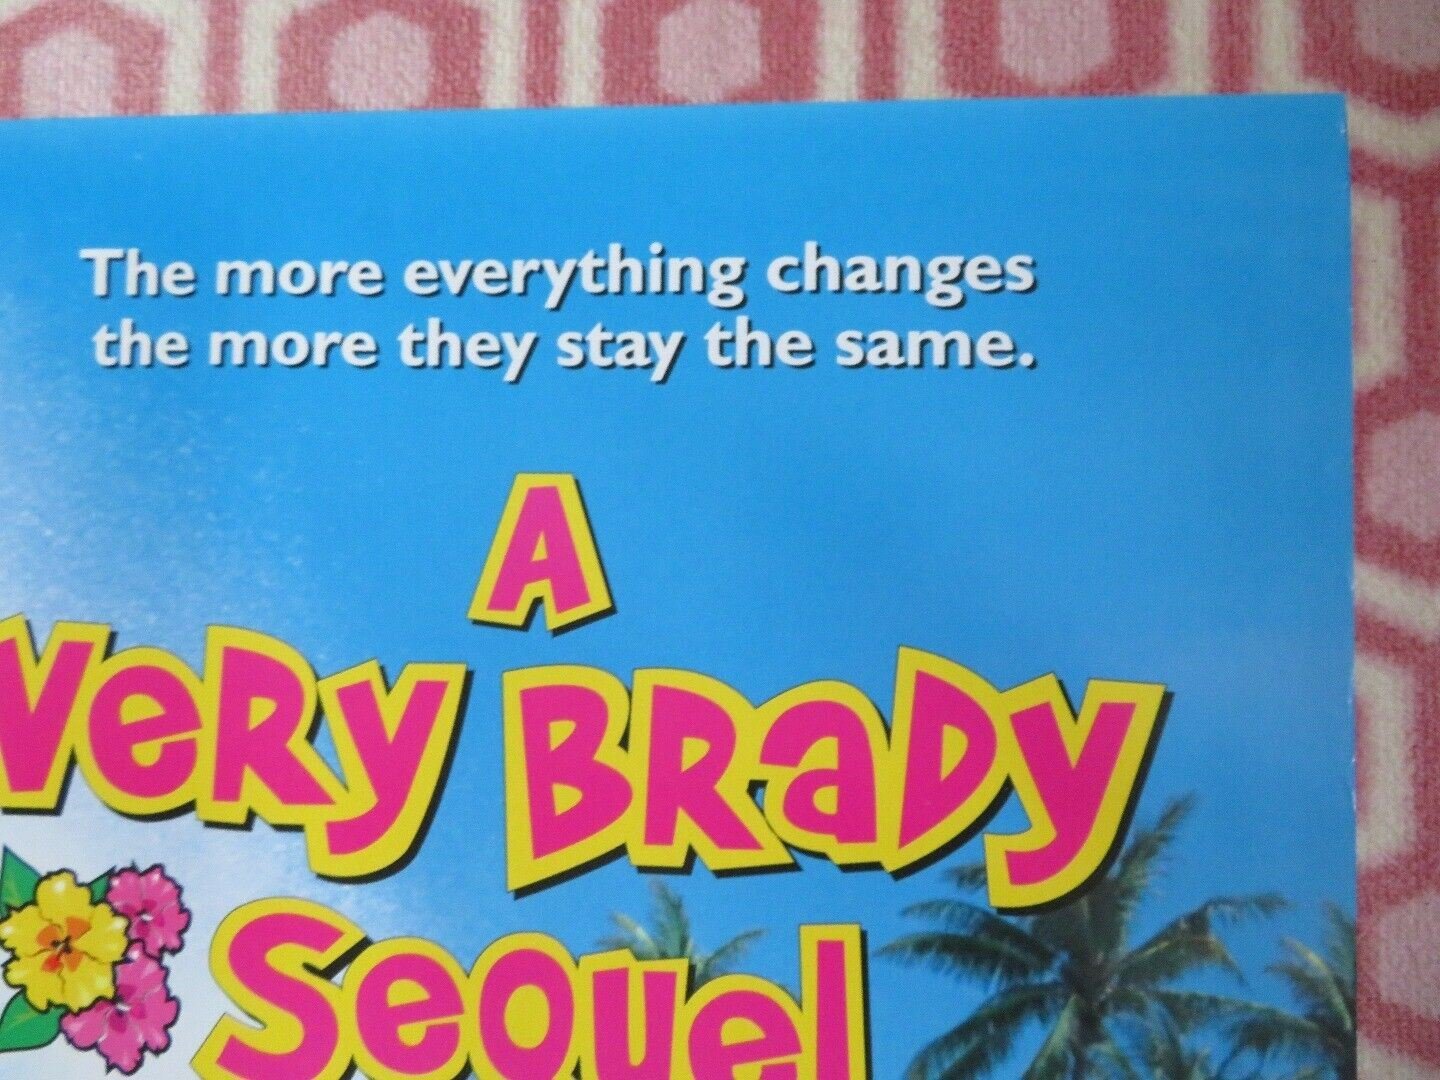 The more everything changes
the more they stay the same.
A
VeRy BRaDy
SeQueL